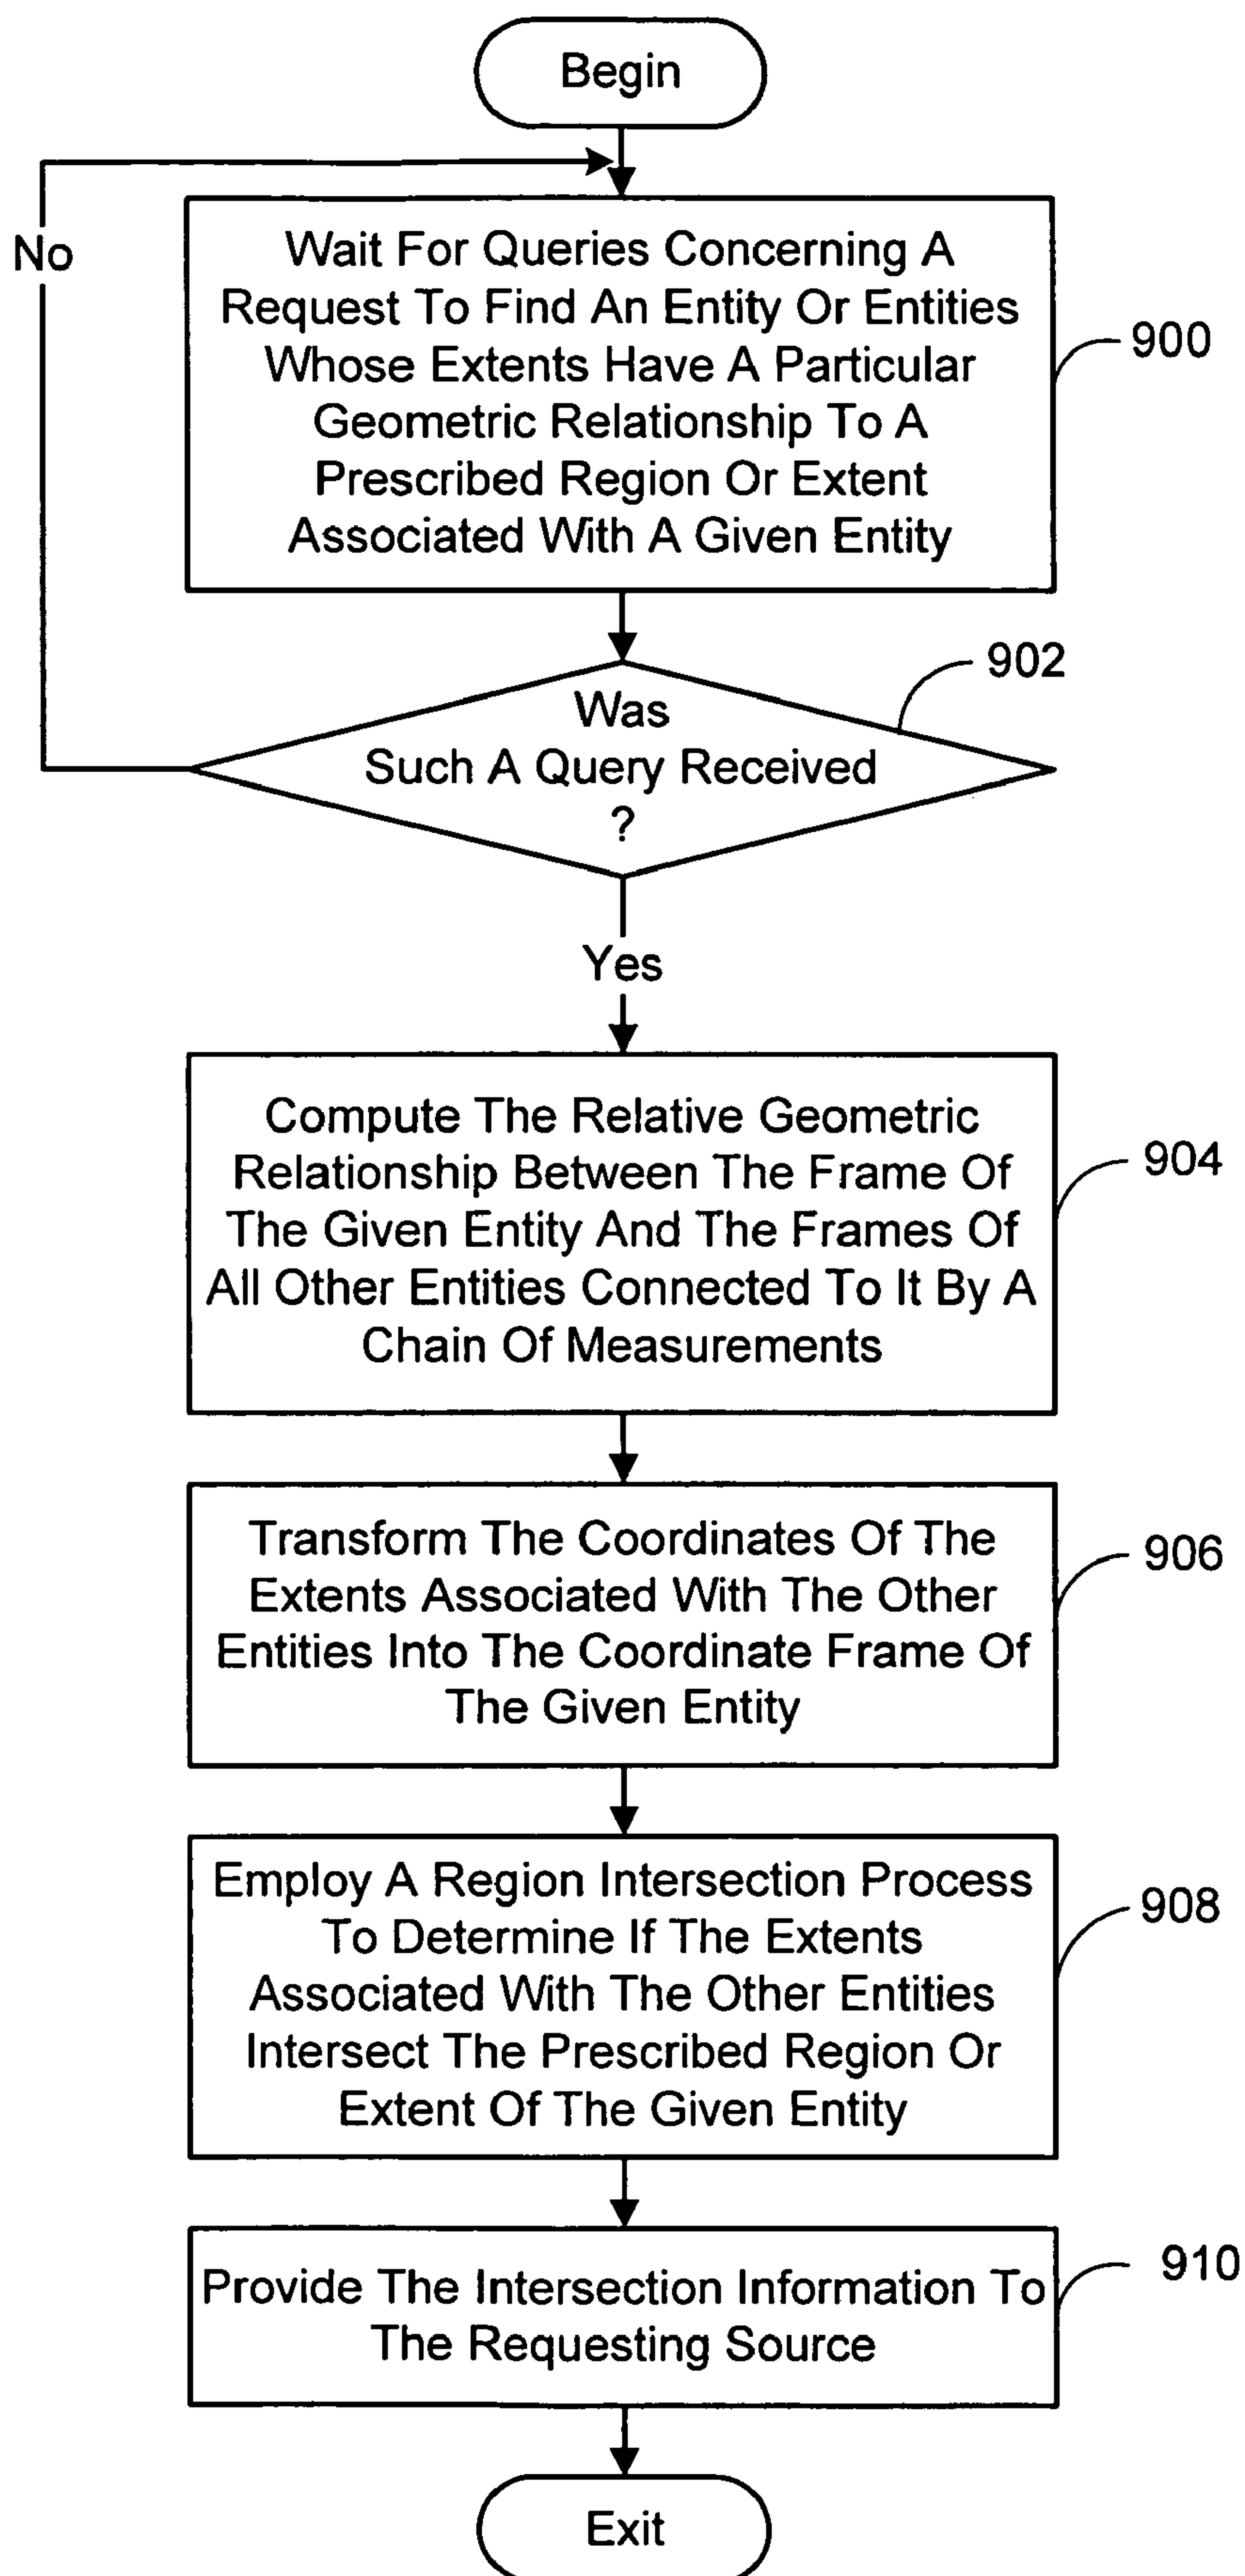 Begin
No
Wait For Queries Concerning A
Request To Find An Entity Or Entities
Whose Extents Have A Particular
Geometric Relationship To A
Prescribed Region Or Extent
Associated With A Given Entity
900
902
Was
Such A Query Received
?
Yes
Compute The Relative Geometric
Relationship Between The Frame Of
The Given Entity And The Frames Of
All Other Entities Connected To It By A
Chain Of Measurements
904
Transform The Coordinates Of The
Extents Associated With The Other
Entities Into The Coordinate Frame Of
The Given Entity
906
Employ A Region Intersection Process
To Determine If The Extents
Associated With The Other Entities
Intersect The Prescribed Region Or
Extent Of The Given Entity
908
Provide The Intersection Information To
The Requesting Source
910
Exit